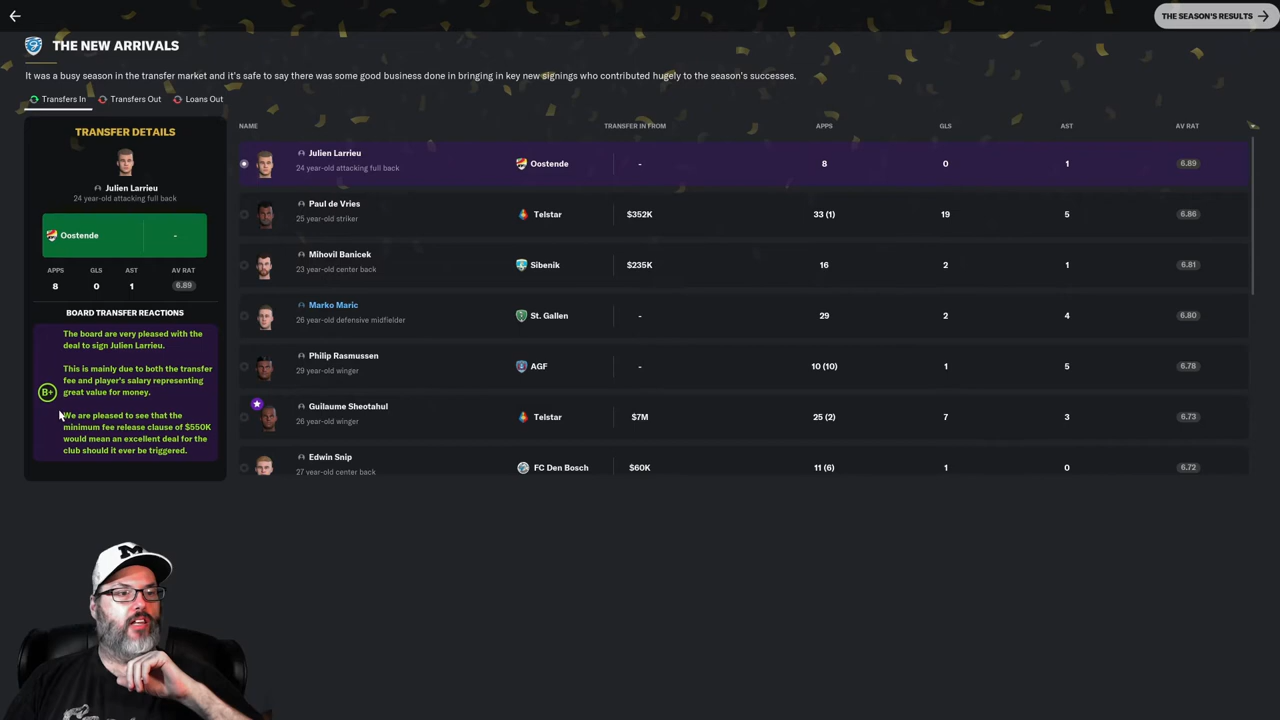 THE SEASON'S RESULTS
THE NEW ARRIVALS
It was a busy season in the transfer market and it's safe to say there was some good business done in bringing in key new signings who contributed hugely to the season's successes.
Transfers In Transfers Out Loans Out
TRANSFER DETAILS
Julien Larrieu
24 year-old attacking full back
Oostende -
APPS GLS AST AV RAT
8 0 1 6.89
BOARD TRANSFER REACTIONS
B+
The board are very pleased with the
deal to sign Julien Larrieu.
This is mainly due to both the transfer
fee and player's salary representing
great value for money.
We are pleased to see that the
minimum fee release clause of $550K
would mean an excellent deal for the
club should it ever be triggered.
NAME TRANSFER IN FROM APPS GLS AST AV RAT
Julien Larrieu
24 year-old attacking full back
Oostende - 8 0 1 6.89
Paul de Vries
25 year-old striker
Telstar $352K 33 (1) 19 5 6.86
Mihovil Banicek
23 year-old center back
Sibenik $235K 16 2 1 6.81
Marko Maric
26 year-old defensive midfielder
St. Gallen - 29 2 4 6.80
Philip Rasmussen
29 year-old winger
AGF - 10 (10) 1 5 6.78
Guilaume Sheotahul
26 year-old winger
Telstar $7M 25 (2) 7 3 6.73
Edwin Snip
27 year-old center back
FC Den Bosch $60K 11 (6) 1 0 6.72
M